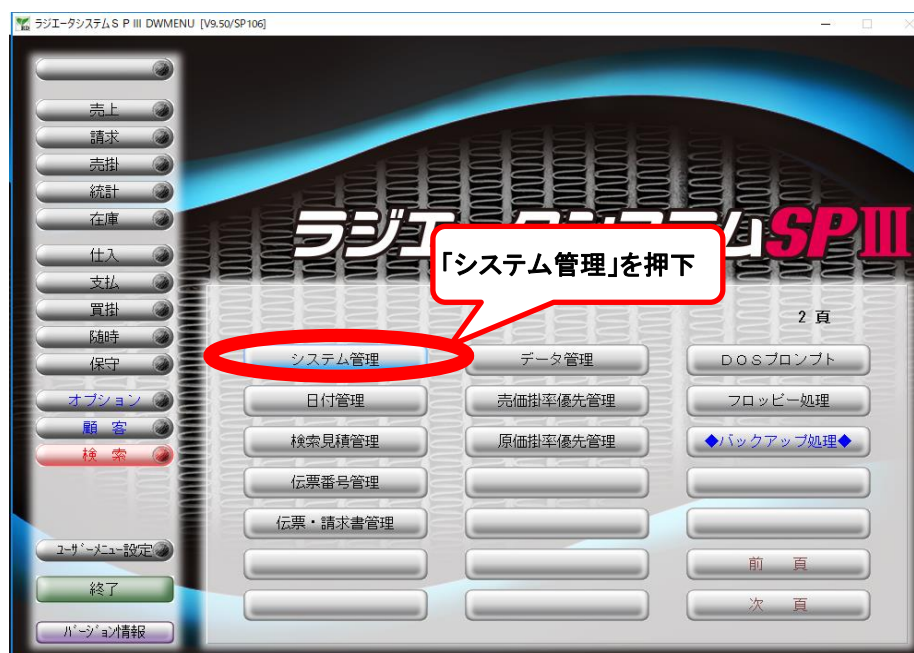 ラジエータシステムＳＰⅢ DWMENU [V9.50/SP106]
売上
請求
売掛
統計
在庫
仕入
支払
買掛
随時
保守
オプション
顧 客
検 索
ﾕｰｻﾞｰﾒﾆｭｰ設定
終了
ﾊﾞｰｼﾞｮﾝ情報
SPⅢ
「システム管理」を押下
2 頁
システム管理
データ管理
ＤＯＳプロンプト
日付管理
売価掛率優先管理
フロッピー処理
検索見積管理
原価掛率優先管理
◆バックアップ処理◆
伝票番号管理
伝票・請求書管理
前 頁
次 頁